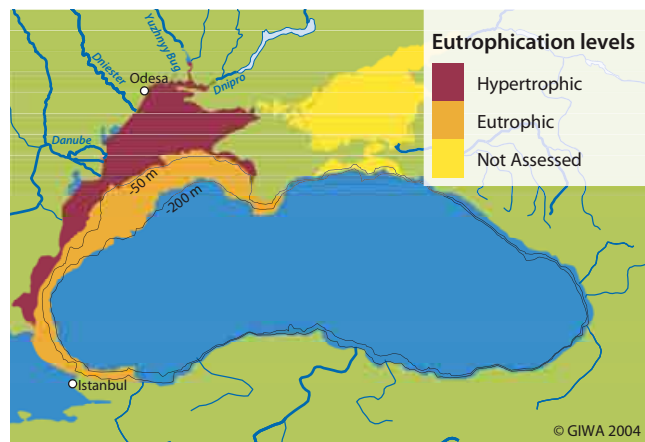 Eutrophication levels
Hypertrophic
Eutrophic
Not Assessed
Yuzhnyy Bug
Dniester
Odesa
Dnipro
Danube
-50 m
-200 m
Istanbul
© GIWA 2004